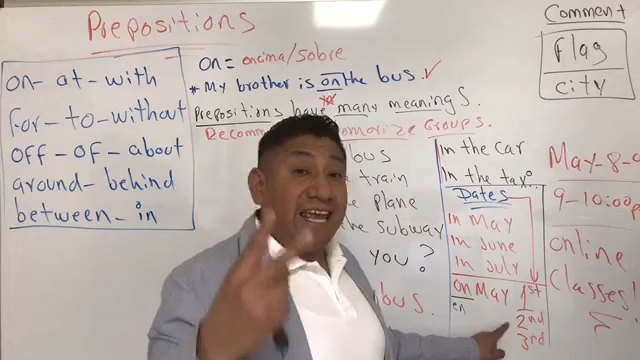 Prepositions
on- at- with
for- to- without
off- of- about
around- behind
between- in
on= encima/sobre
* My brother is on the bus. ✓
Prepositions have many meanings.
Groups.
bus
train
plane
subway
you?
bus.
in the car
in the taxi
Dates
in May
in June
in July
on May 1st
en
2nd
3rd
Comment
flag
city
May-8-
9-10:00p
online
Classes!